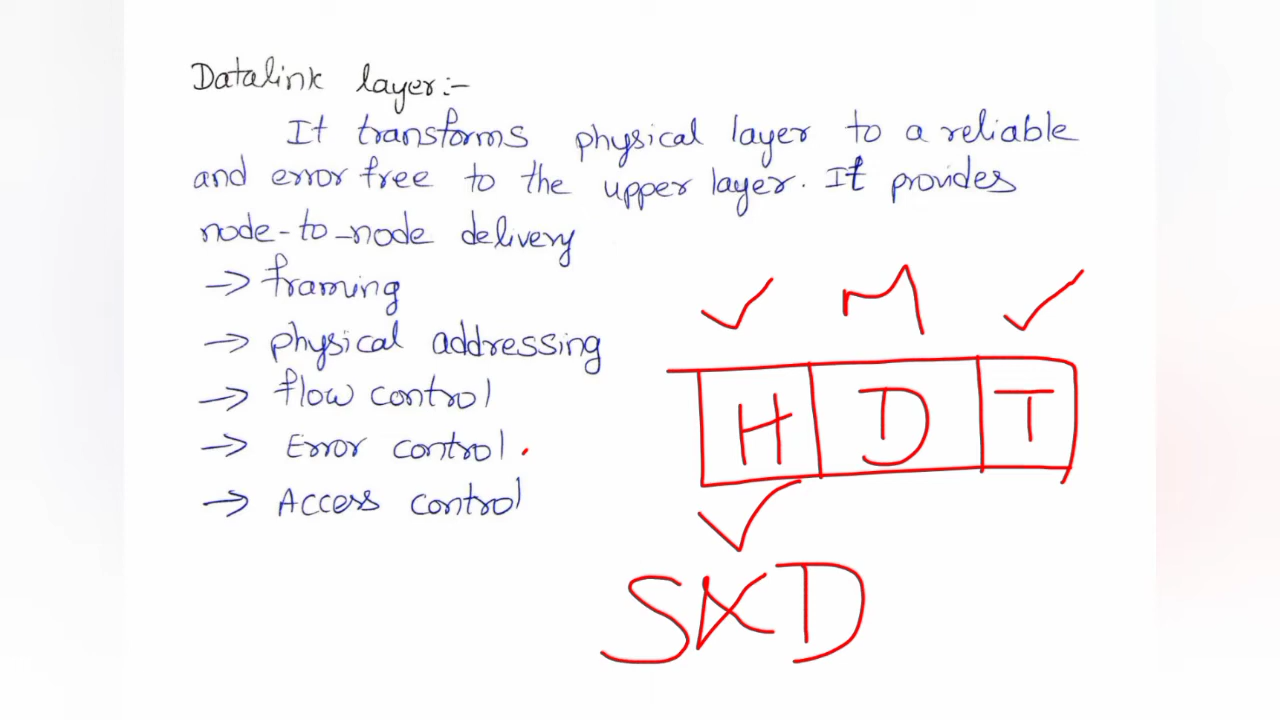 Datalink layer:-
It transforms physical layer to a reliable
and error free to the upper layer. It provides
node-to-node delivery
→ framing
→ physical addressing
→ flow control
→ Error control.
→ Access control
M
H D T
S&D